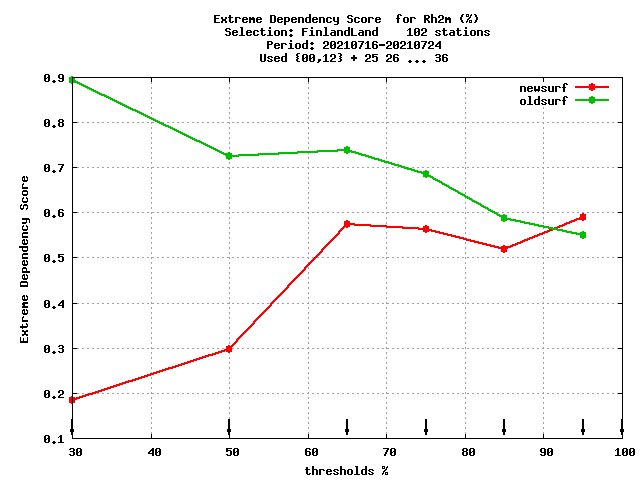 Extreme Dependency Score  for Rh2m (%)
Selection: FinlandLand    102 stations
Period: 20210716-20210724
Used {00,12} + 25 26 ... 36
newsurf
oldsurf
0.9
0.8
0.7
0.6
0.5
0.4
0.3
0.2
0.1
Extreme Dependency Score
30 40 50 60 70 80 90 100
thresholds %